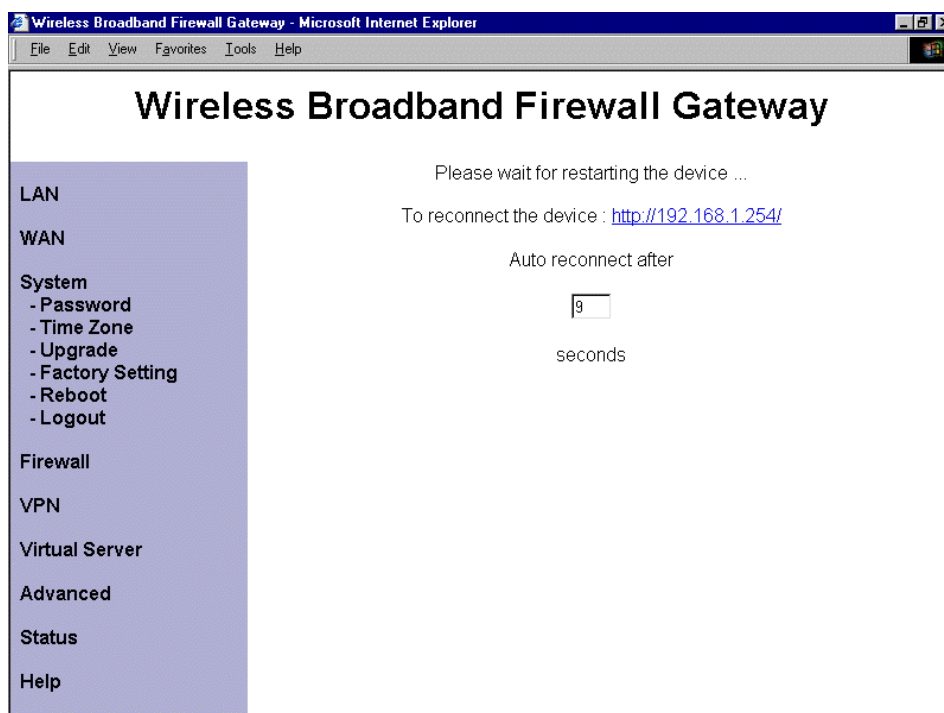 Wireless Broadband Firewall Gateway - Microsoft Internet Explorer
File Edit View Favorites Tools Help
Wireless Broadband Firewall Gateway
LAN
WAN
System
- Password
- Time Zone
- Upgrade
- Factory Setting
- Reboot
- Logout
Firewall
VPN
Virtual Server
Advanced
Status
Help
Please wait for restarting the device ...
To reconnect the device : http://192.168.1.254/
Auto reconnect after
9
seconds